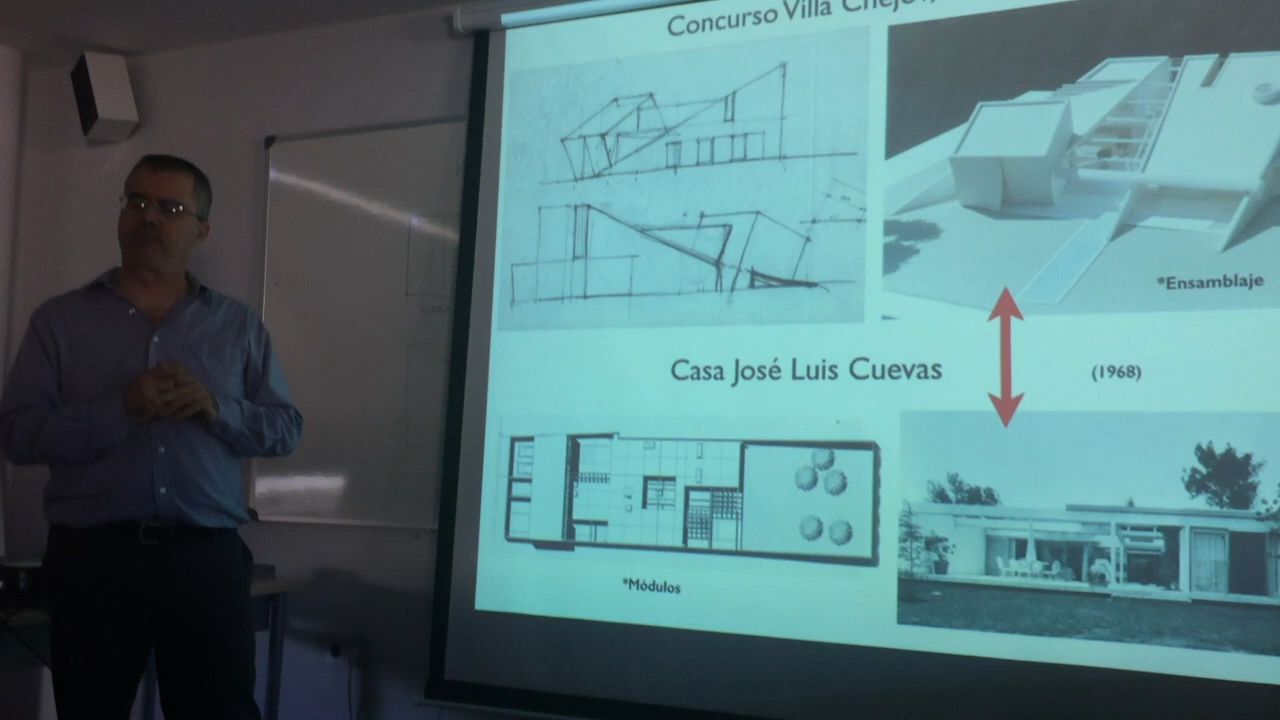 Concurso Villa
*Ensamblaje
Casa José Luis Cuevas
(1968)
*Módulos